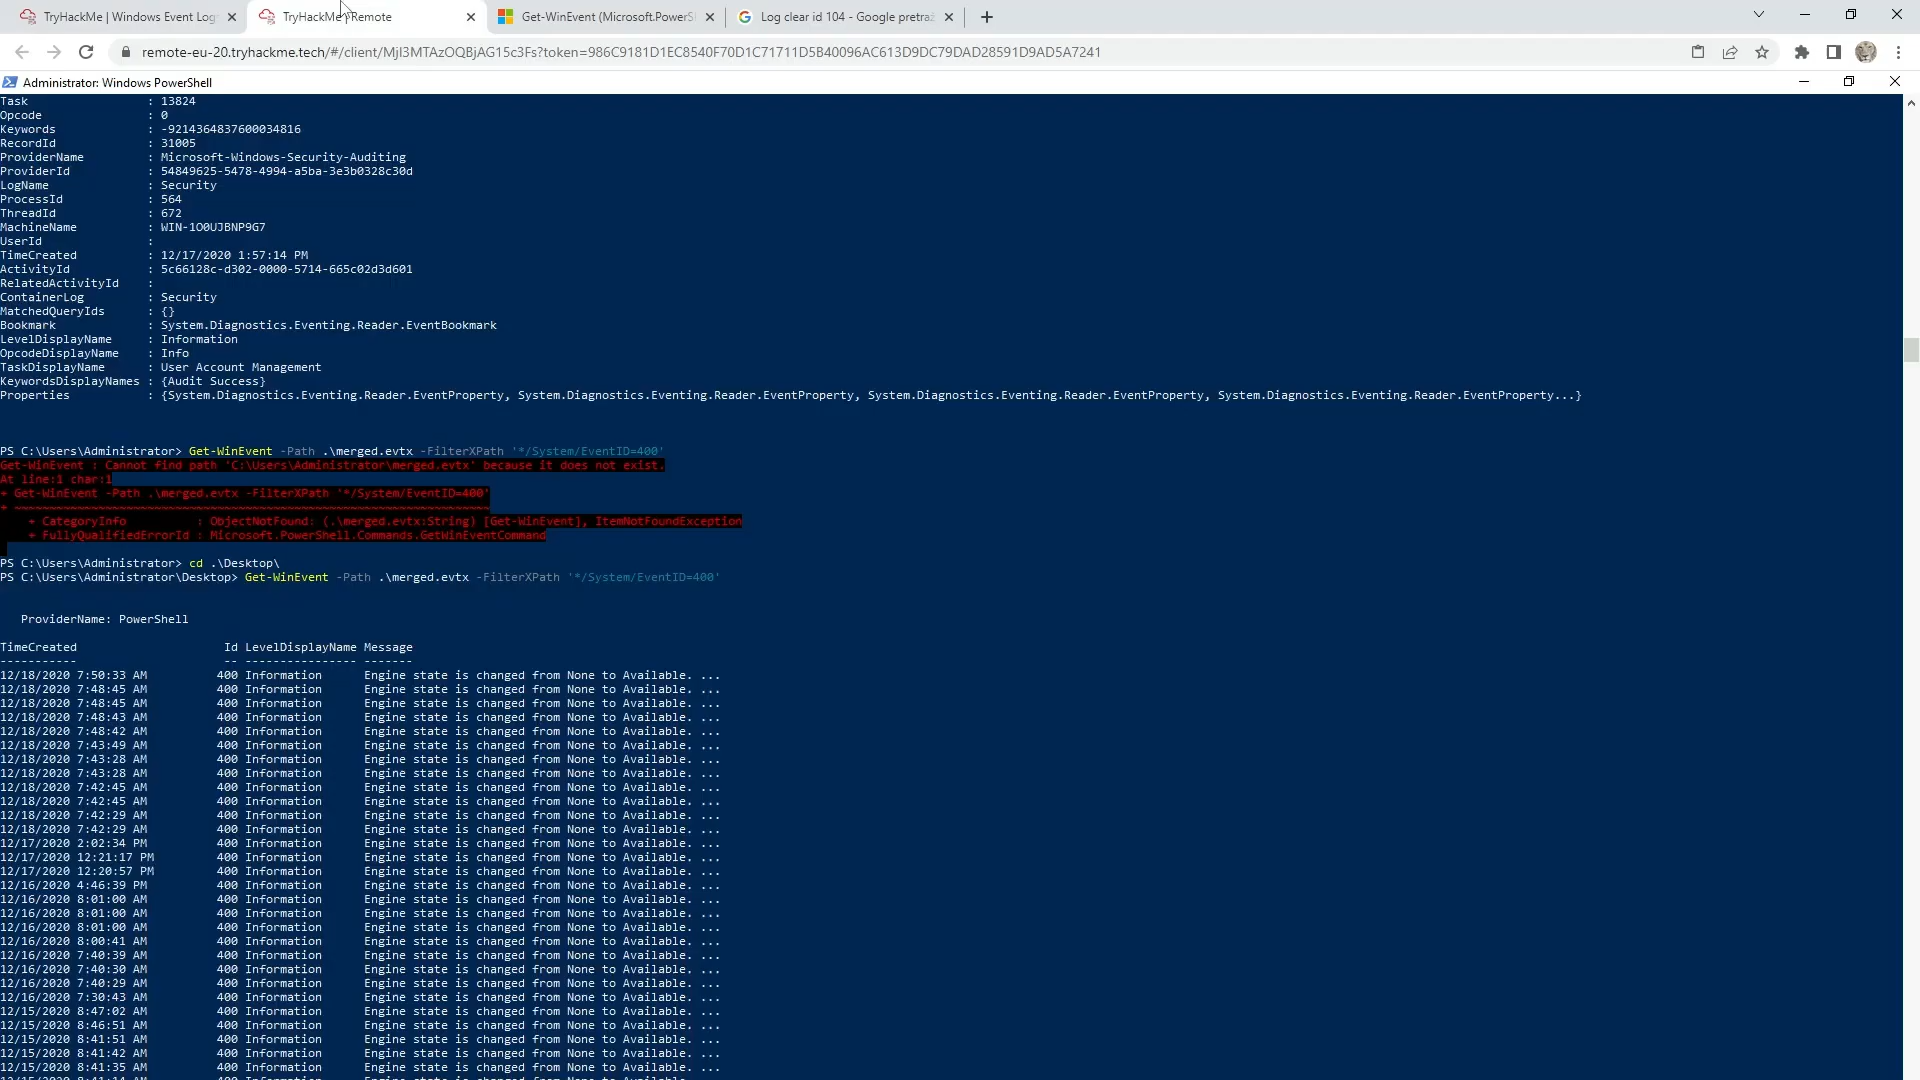 TryHackMe | Windows Event Log
TryHackMe | Remote
Get-WinEvent (Microsoft.PowerS
Log clear id 104 - Google pretra
remote-eu-20.tryhackme.tech/#/client/MjI3MTAzOQBjAG15c3Fs?token=986C9181D1EC8540F70D1C71711D5B40096AC613D9DC79DAD28591D9AD5A7241
Administrator: Windows PowerShell
Task : 13824
Opcode : 0
Keywords : -9214364837600034816
RecordId : 31005
ProviderName : Microsoft-Windows-Security-Auditing
ProviderId : 54849625-5478-4994-a5ba-3e3b0328c30d
LogName : Security
ProcessId : 564
ThreadId : 672
MachineName : WIN-1O0UJBNP9G7
UserId :
TimeCreated : 12/17/2020 1:57:14 PM
ActivityId : 5c66128c-d302-0000-5714-665c02d3d601
RelatedActivityId :
ContainerLog : Security
MatchedQueryIds : {}
Bookmark : System.Diagnostics.Eventing.Reader.EventBookmark
LevelDisplayName : Information
OpcodeDisplayName : Info
TaskDisplayName : User Account Management
KeywordsDisplayNames : {Audit Success}
Properties : {System.Diagnostics.Eventing.Reader.EventProperty, System.Diagnostics.Eventing.Reader.EventProperty, System.Diagnostics.Eventing.Reader.EventProperty, System.Diagnostics.Eventing.Reader.EventProperty...}
PS C:\Users\Administrator> Get-WinEvent -Path .\merged.evtx -FilterXPath '*/System/EventID=400'
Get-WinEvent : Cannot find path 'C:\Users\Administrator\merged.evtx' because it does not exist.
At line:1 char:1
+ Get-WinEvent -Path .\merged.evtx -FilterXPath '*/System/EventID=400'
+ ~~~~~~~~~~~~~~~~~~~~~~~~~~~~~~~~~~~~~~~~~~~~~~~~~~~~~~~~~~~~~~~~~~~~
+ CategoryInfo : ObjectNotFound: (.\merged.evtx:String) [Get-WinEvent], ItemNotFoundException
+ FullyQualifiedErrorId : Microsoft.PowerShell.Commands.GetWinEventCommand
PS C:\Users\Administrator> cd .\Desktop\
PS C:\Users\Administrator\Desktop> Get-WinEvent -Path .\merged.evtx -FilterXPath '*/System/EventID=400'
ProviderName: PowerShell
TimeCreated Id LevelDisplayName Message
----------- -- ---------------- -------
12/18/2020 7:50:33 AM 400 Information Engine state is changed from None to Available. ...
12/18/2020 7:48:45 AM 400 Information Engine state is changed from None to Available. ...
12/18/2020 7:48:45 AM 400 Information Engine state is changed from None to Available. ...
12/18/2020 7:48:43 AM 400 Information Engine state is changed from None to Available. ...
12/18/2020 7:48:42 AM 400 Information Engine state is changed from None to Available. ...
12/18/2020 7:43:49 AM 400 Information Engine state is changed from None to Available. ...
12/18/2020 7:43:28 AM 400 Information Engine state is changed from None to Available. ...
12/18/2020 7:43:28 AM 400 Information Engine state is changed from None to Available. ...
12/18/2020 7:42:45 AM 400 Information Engine state is changed from None to Available. ...
12/18/2020 7:42:45 AM 400 Information Engine state is changed from None to Available. ...
12/18/2020 7:42:29 AM 400 Information Engine state is changed from None to Available. ...
12/18/2020 7:42:29 AM 400 Information Engine state is changed from None to Available. ...
12/17/2020 2:02:34 PM 400 Information Engine state is changed from None to Available. ...
12/17/2020 12:21:17 PM 400 Information Engine state is changed from None to Available. ...
12/17/2020 12:20:57 PM 400 Information Engine state is changed from None to Available. ...
12/16/2020 4:46:39 PM 400 Information Engine state is changed from None to Available. ...
12/16/2020 8:01:00 AM 400 Information Engine state is changed from None to Available. ...
12/16/2020 8:01:00 AM 400 Information Engine state is changed from None to Available. ...
12/16/2020 8:01:00 AM 400 Information Engine state is changed from None to Available. ...
12/16/2020 8:00:41 AM 400 Information Engine state is changed from None to Available. ...
12/16/2020 7:40:39 AM 400 Information Engine state is changed from None to Available. ...
12/16/2020 7:40:30 AM 400 Information Engine state is changed from None to Available. ...
12/16/2020 7:40:29 AM 400 Information Engine state is changed from None to Available. ...
12/16/2020 7:30:43 AM 400 Information Engine state is changed from None to Available. ...
12/15/2020 8:47:02 AM 400 Information Engine state is changed from None to Available. ...
12/15/2020 8:46:51 AM 400 Information Engine state is changed from None to Available. ...
12/15/2020 8:41:51 AM 400 Information Engine state is changed from None to Available. ...
12/15/2020 8:41:42 AM 400 Information Engine state is changed from None to Available. ...
12/15/2020 8:41:35 AM 400 Information Engine state is changed from None to Available. ...